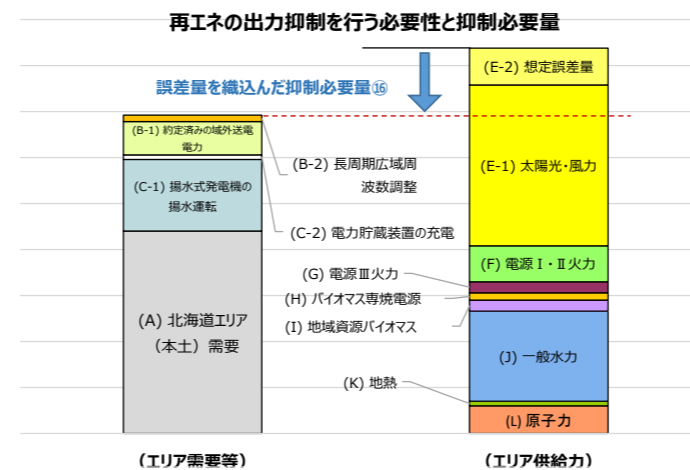 再エネの出力抑制を行う必要性と抑制必要量
誤差量を織込んだ抑制必要量⑯
(B-1) 約定済みの域外送電
電力
(B-2) 長周期広域周
波数調整
(C-1) 揚水式発電機の
揚水運転
(C-2) 電力貯蔵装置の充電
(A) 北海道エリア
(本土）需要
(エリア需要等)
(E-2) 想定誤差量
(E-1) 太陽光・風力
(F) 電源Ⅰ・Ⅱ火力
(G) 電源Ⅲ火力
(H) バイオマス専焼電源
(I) 地域資源バイオマス
(J) 一般水力
(K) 地熱
(L) 原子力
(エリア供給力)